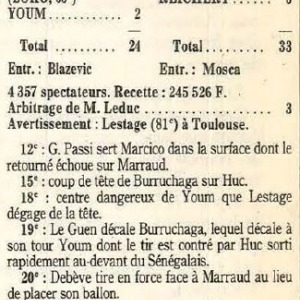 YOUM ............... 2
Total ............. 24 Total ............. 33
Entr. : Blazevic Entr. : Mosca
4 357 spectateurs. Recette : 245 526 F.
Arbitrage de M. Leduc ............... 3
Avertissement : Lestage (81e) à Toulouse.
12e : G. Passi sert Marcico dans la surface dont le
retourné échoue sur Marraud.
15e : coup de tête de Burruchaga sur Huc.
18e : centre dangereux de Youm que Lestage
dégage de la tête.
19e : Le Guen décale Burruchaga, lequel décale à
son tour Youm dont le tir est contré par Huc sorti
rapidement au-devant du Sénégalais.
20e : Debève tire en force face à Marraud au lieu
de placer son ballon.